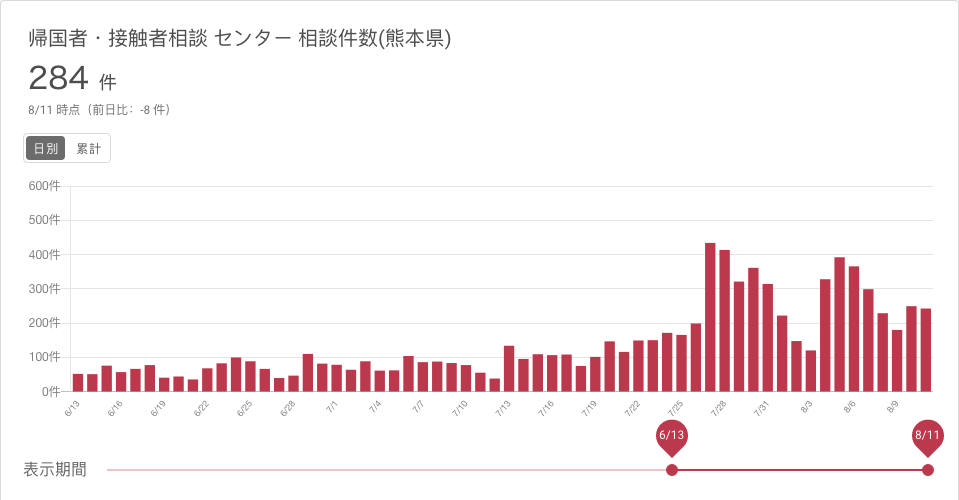 帰国者・接触者相談 センター 相談件数(熊本県)
284 件
8/11 時点（前日比：-8 件）
日別 累計
600件
500件
400件
300件
200件
100件
0件
6/13 6/16 6/19 6/22 6/25 6/28 7/1 7/4 7/7 7/10 7/13 7/16 7/19 7/22 7/25 7/28 7/31 8/3 8/6 8/9
6/13 8/11
表示期間